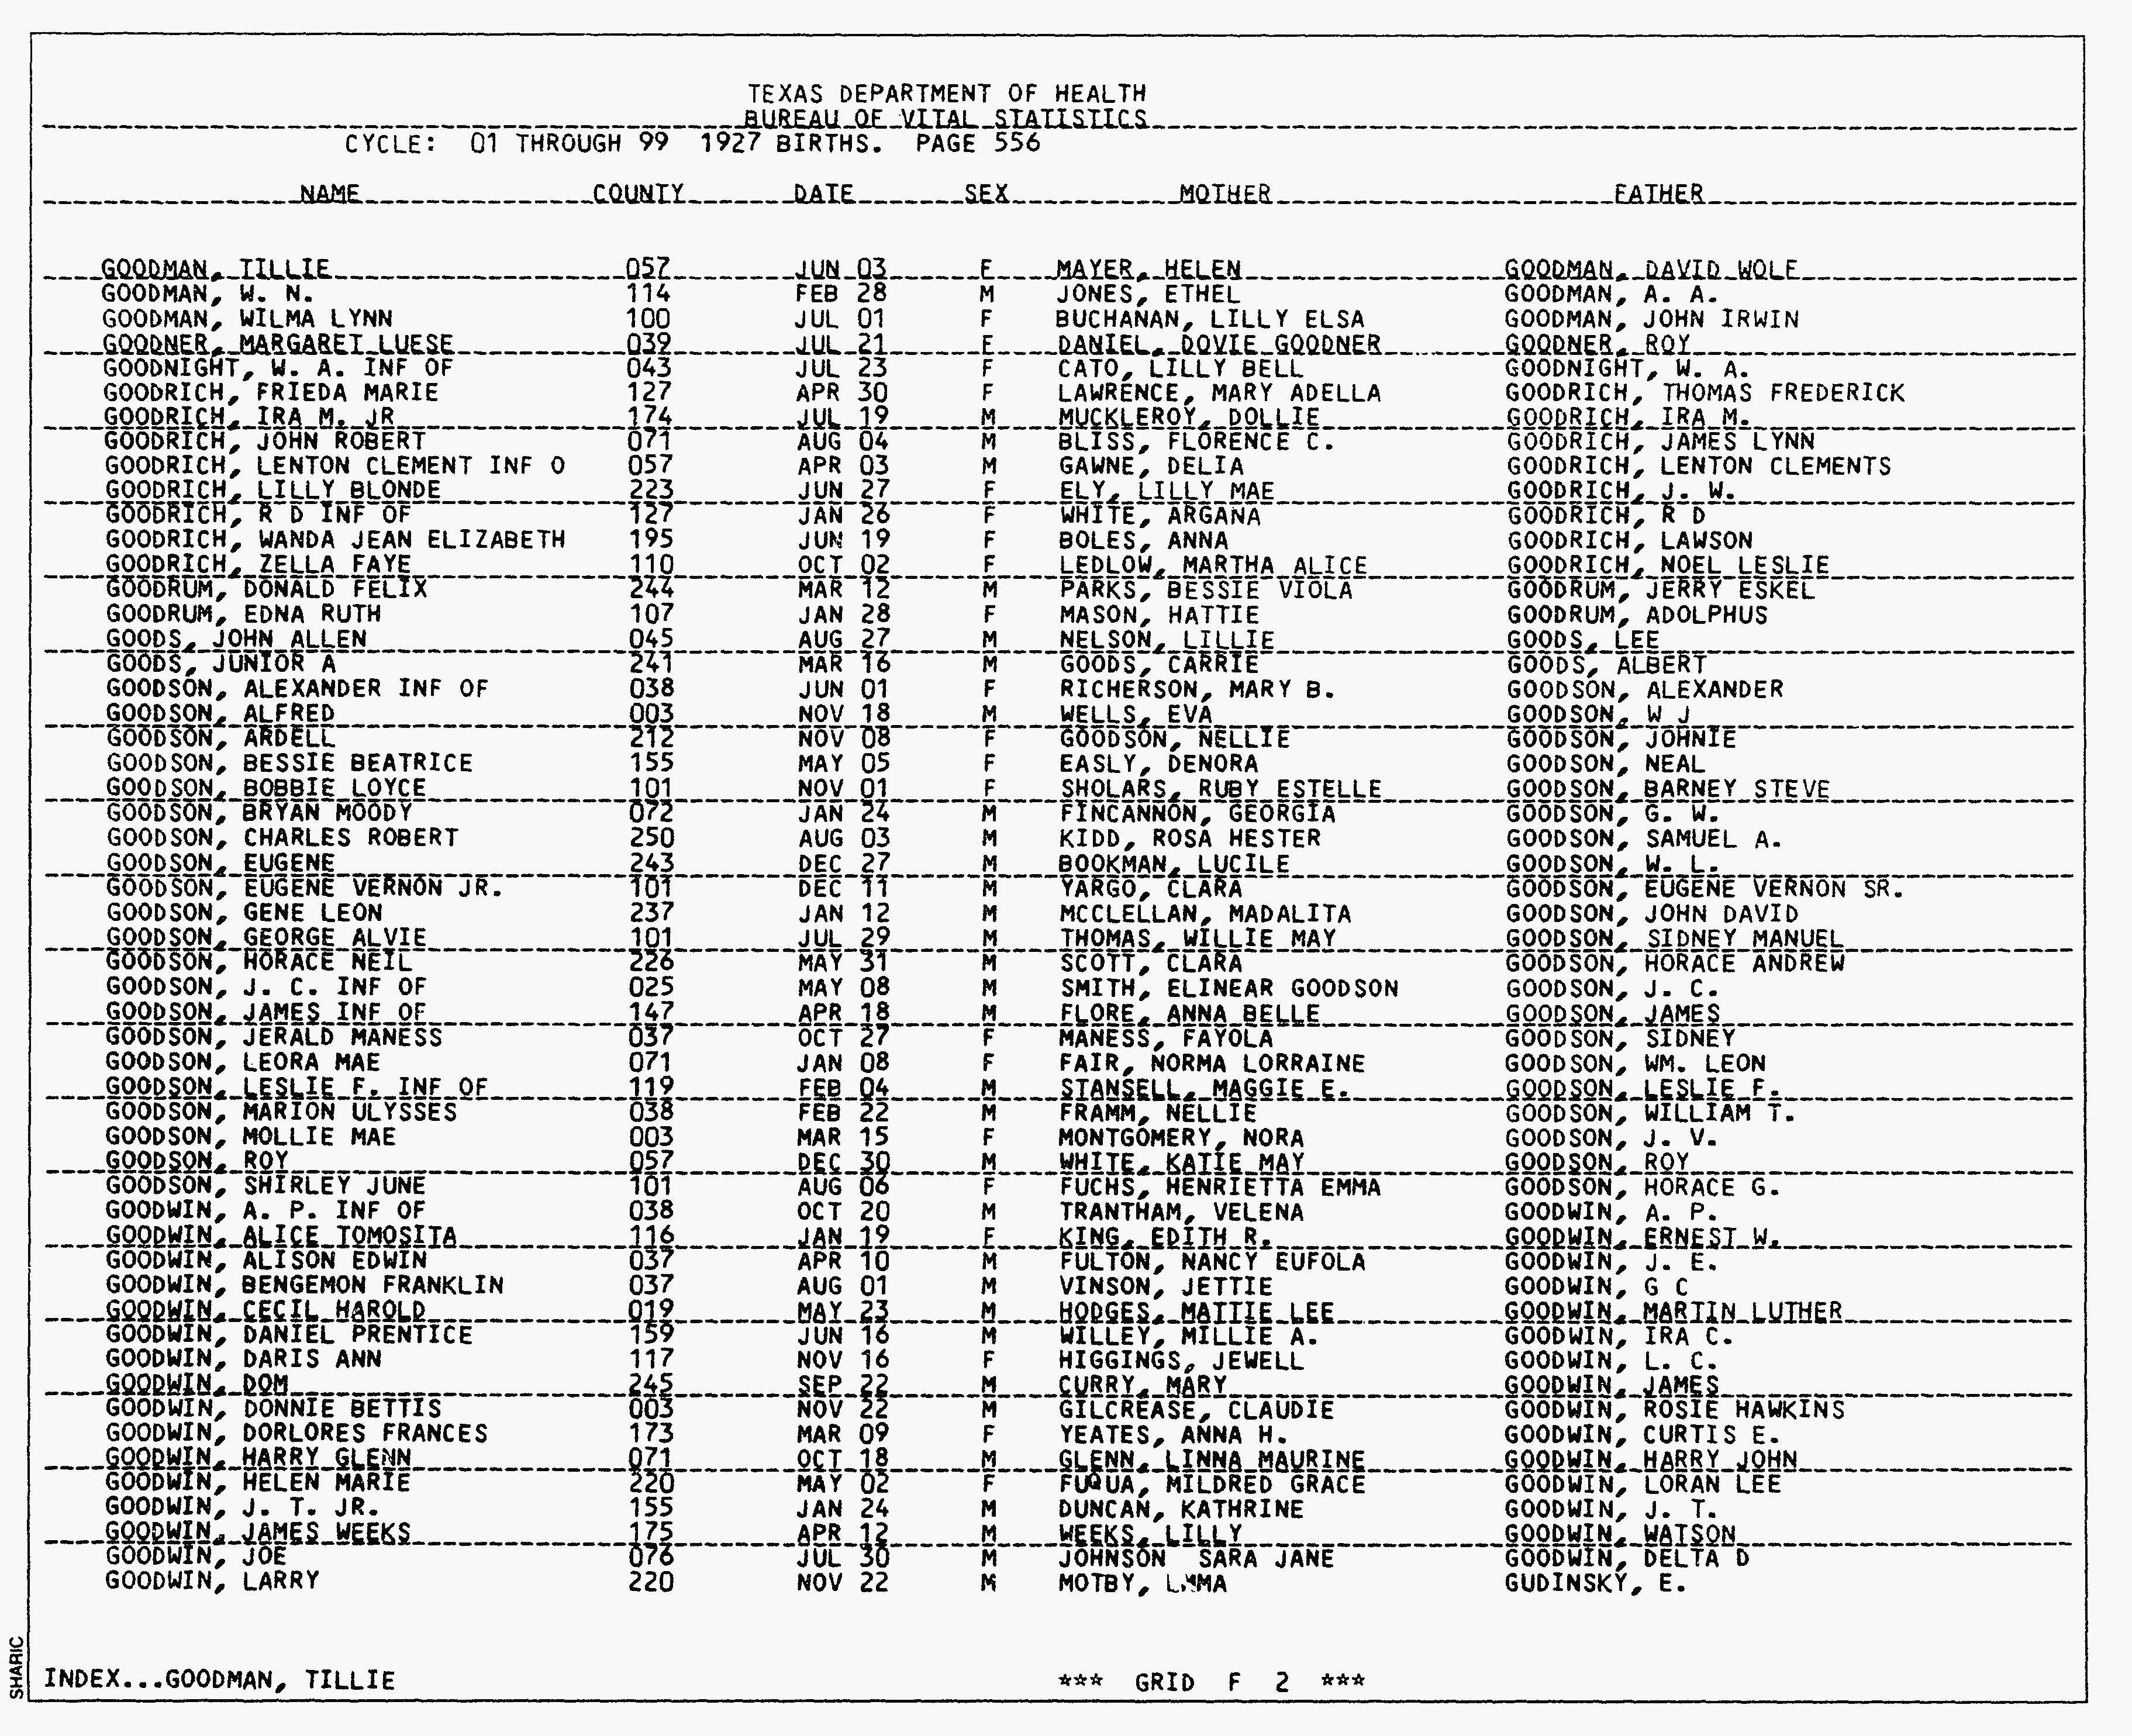 TEXAS DEPARTMENT OF HEALTH
BUREAU OF VITAL STATISTICS
CYCLE: 01 THROUGH 99 1927 BIRTHS. PAGE 556
NAME COUNTY DATE SEX MOTHER FATHER
GOODMAN, TILLIE 057 JUN 03 F MAYER, HELEN GOODMAN, DAVID WOLF
GOODMAN, W. N. 114 FEB 28 M JONES, ETHEL GOODMAN, A. A.
GOODMAN, WILMA LYNN 100 JUL 01 F BUCHANAN, LILLY ELSA GOODMAN, JOHN IRWIN
GOODNER, MARGARET LUESE 039 JUL 21 F DANIEL, DOVIE GOODNER GOODNER, ROY
GOODNIGHT, W. A. INF OF 043 JUL 23 F CATO, LILLY BELL GOODNIGHT, W. A.
GOODRICH, FRIEDA MARIE 127 APR 30 F LAWRENCE, MARY ADELLA GOODRICH, THOMAS FREDERICK
GOODRICH, IRA M. JR 174 JUL 19 M MUCKLEROY, DOLLIE GOODRICH, IRA M.
GOODRICH, JOHN ROBERT 071 AUG 04 M BLISS, FLORENCE C. GOODRICH, JAMES LYNN
GOODRICH, LENTON CLEMENT INF O 057 APR 03 M GAWNE, DELIA GOODRICH, LENTON CLEMENTS
GOODRICH, LILLY BLONDE 223 JUN 27 F ELY, LILLY MAE GOODRICH, J. W.
GOODRICH, R D INF OF 127 JAN 26 F WHITE, ARGANA GOODRICH, R D
GOODRICH, WANDA JEAN ELIZABETH 195 JUN 19 F BOLES, ANNA GOODRICH, LAWSON
GOODRICH, ZELLA FAYE 110 OCT 02 F LEDLOW, MARTHA ALICE GOODRICH, NOEL LESLIE
GOODRUM, DONALD FELIX 244 MAR 12 M PARKS, BESSIE VIOLA GOODRUM, JERRY ESKEL
GOODRUM, EDNA RUTH 107 JAN 28 F MASON, HATTIE GOODRUM, ADOLPHUS
GOODS, JOHN ALLEN 045 AUG 27 M NELSON, LILLIE GOODS, LEE
GOODS, JUNIOR A 241 MAR 16 M GOODS, CARRIE GOODS, ALBERT
GOODSON, ALEXANDER INF OF 038 JUN 01 F RICHERSON, MARY B. GOODSON, ALEXANDER
GOODSON, ALFRED 003 NOV 18 M WELLS, EVA GOODSON, W J
GOODSON, ARDELL 212 NOV 08 F GOODSON, NELLIE GOODSON, JOHNIE
GOODSON, BESSIE BEATRICE 155 MAY 05 F EASLY, DENORA GOODSON, NEAL
GOODSON, BOBBIE LOYCE 101 NOV 01 F SHOLARS, RUBY ESTELLE GOODSON, BARNEY STEVE
GOODSON, BRYAN MOODY 072 JAN 24 M FINCANNON, GEORGIA GOODSON, G. W.
GOODSON, CHARLES ROBERT 250 AUG 03 M KIDD, ROSA HESTER GOODSON, SAMUEL A.
GOODSON, EUGENE 243 DEC 27 M BOOKMAN, LUCILE GOODSON, W. L.
GOODSON, EUGENE VERNON JR. 101 DEC 11 M YARGO, CLARA GOODSON, EUGENE VERNON SR.
GOODSON, GENE LEON 237 JAN 12 M MCCLELLAN, MADALITA GOODSON, JOHN DAVID
GOODSON, GEORGE ALVIE 101 JUL 29 M THOMAS, WILLIE MAY GOODSON, SIDNEY MANUEL
GOODSON, HORACE NEIL 226 MAY 31 M SCOTT, CLARA GOODSON, HORACE ANDREW
GOODSON, J. C. INF OF 025 MAY 08 M SMITH, ELINEAR GOODSON GOODSON, J. C.
GOODSON, JAMES INF OF 147 APR 18 M FLORE, ANNA BELLE GOODSON, JAMES
GOODSON, JERALD MANESS 037 OCT 27 F MANESS, FAYOLA GOODSON, SIDNEY
GOODSON, LEORA MAE 071 JAN 08 F FAIR, NORMA LORRAINE GOODSON, WM. LEON
GOODSON, LESLIE F. INF OF 119 FEB 04 M STANSELL, MAGGIE E. GOODSON, LESLIE F.
GOODSON, MARION ULYSSES 038 FEB 22 M FRAMM, NELLIE GOODSON, WILLIAM T.
GOODSON, MOLLIE MAE 003 MAR 15 F MONTGOMERY, NORA GOODSON, J. V.
GOODSON, ROY 057 DEC 30 M WHITE, KATIE MAY GOODSON, ROY
GOODSON, SHIRLEY JUNE 101 AUG 06 F FUCHS, HENRIETTA EMMA GOODSON, HORACE G.
GOODWIN, A. P. INF OF 038 OCT 20 M TRANTHAM, VELENA GOODWIN, A. P.
GOODWIN, ALICE TOMOSITA 116 JAN 19 F KING, EDITH R. GOODWIN, ERNEST W.
GOODWIN, ALISON EDWIN 037 APR 10 M FULTON, NANCY EUFOLA GOODWIN, J. E.
GOODWIN, BENGEMON FRANKLIN 037 AUG 01 M VINSON, JETTIE GOODWIN, G C
GOODWIN, CECIL HAROLD 019 MAY 23 M HODGES, MATTIE LEE GOODWIN, MARTIN LUTHER
GOODWIN, DANIEL PRENTICE 159 JUN 16 M WILLEY, MILLIE A. GOODWIN, IRA C.
GOODWIN, DARIS ANN 117 NOV 16 F HIGGINGS, JEWELL GOODWIN, L. C.
GOODWIN, DOM 245 SEP 22 M CURRY, MARY GOODWIN, JAMES
GOODWIN, DONNIE BETTIS 003 NOV 22 M GILCREASE, CLAUDIE GOODWIN, ROSIE HAWKINS
GOODWIN, DORLORES FRANCES 173 MAR 09 F YEATES, ANNA H. GOODWIN, CURTIS E.
GOODWIN, HARRY GLENN 071 OCT 18 M GLENN, LINNA MAURINE GOODWIN, HARRY JOHN
GOODWIN, HELEN MARIE 220 MAY 02 F FUQUA, MILDRED GRACE GOODWIN, LORAN LEE
GOODWIN, J. T. JR. 155 JAN 24 M DUNCAN, KATHRINE GOODWIN, J. T.
GOODWIN, JAMES WEEKS 175 APR 12 M WEEKS, LILLY GOODWIN, WATSON
GOODWIN, JOE 076 JUL 30 M JOHNSON SARA JANE GOODWIN, DELTA D
GOODWIN, LARRY 220 NOV 22 M MOTBY, GUDINSKY, E.
INDEX...GOODMAN, TILLIE *** GRID F 2 ***
SHARIC